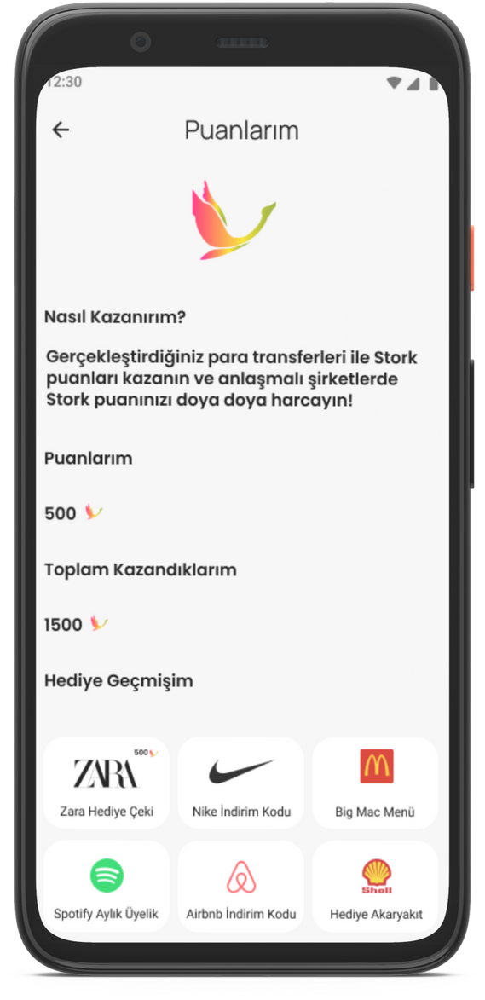 12:30
Puanlarım
Nasıl Kazanırım?
Gerçekleştirdiğiniz para transferleri ile Stork
puanları kazanın ve anlaşmalı şirketlerde
Stork puanınızı doya doya harcayın!
Puanlarım
500
Toplam Kazandıklarım
1500
Hediye Geçmişim
500
ZARA
Zara Hediye Çeki
Nike İndirim Kodu
Big Mac Menü
Shell
Spotify Aylık Üyelik
Airbnb İndirim Kodu
Hediye Akaryakıt